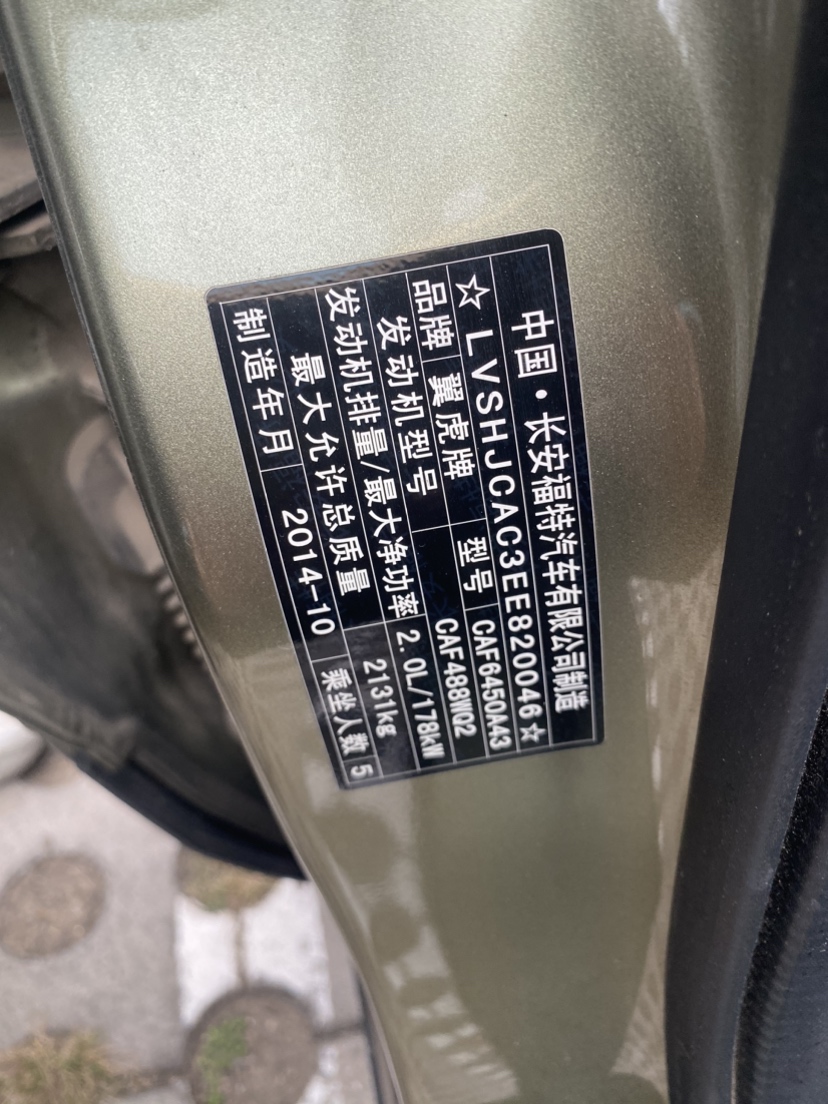 中国·长安福特汽车有限公司制造
☆LVSHJCAC3EE820046☆
品牌 翼虎牌 型号 CAF6450A43
发动机型号 CAF488WQ2
发动机排量/最大净功率 2.0L/178kW
最大允许总质量 2131kg
制造年月 2014-10 乘坐人数 5